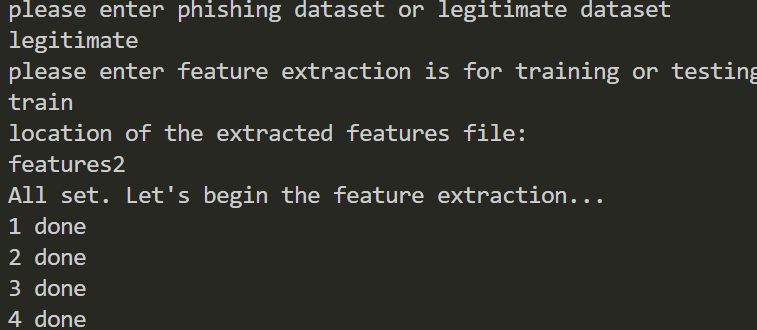 please enter phishing dataset or legitimate dataset
legitimate
please enter feature extraction is for training or testing
train
location of the extracted features file:
features2
All set. Let's begin the feature extraction...
1 done
2 done
3 done
4 done